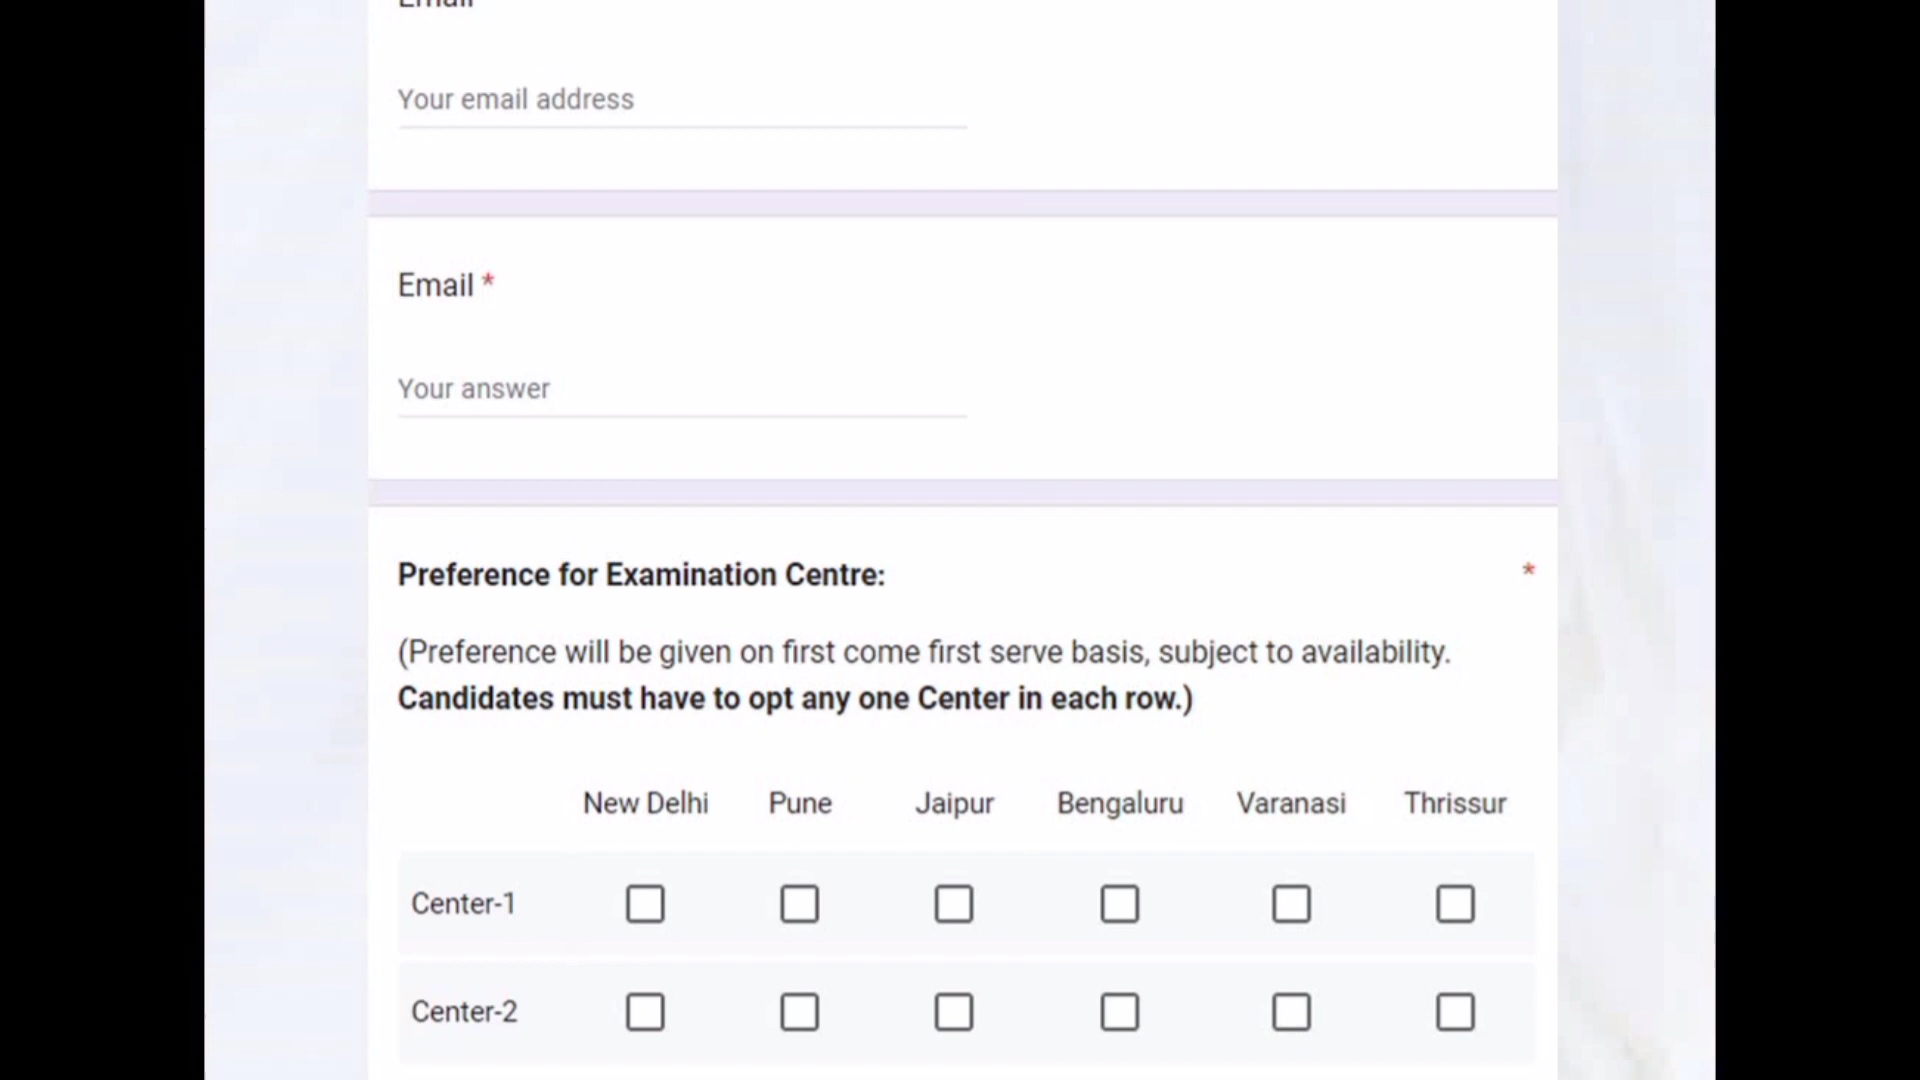 Email
Your email address
Email *
Your answer
Preference for Examination Centre: *
(Preference will be given on first come first serve basis, subject to availability.
Candidates must have to opt any one Center in each row.)
New Delhi Pune Jaipur Bengaluru Varanasi Thrissur
Center-1
Center-2